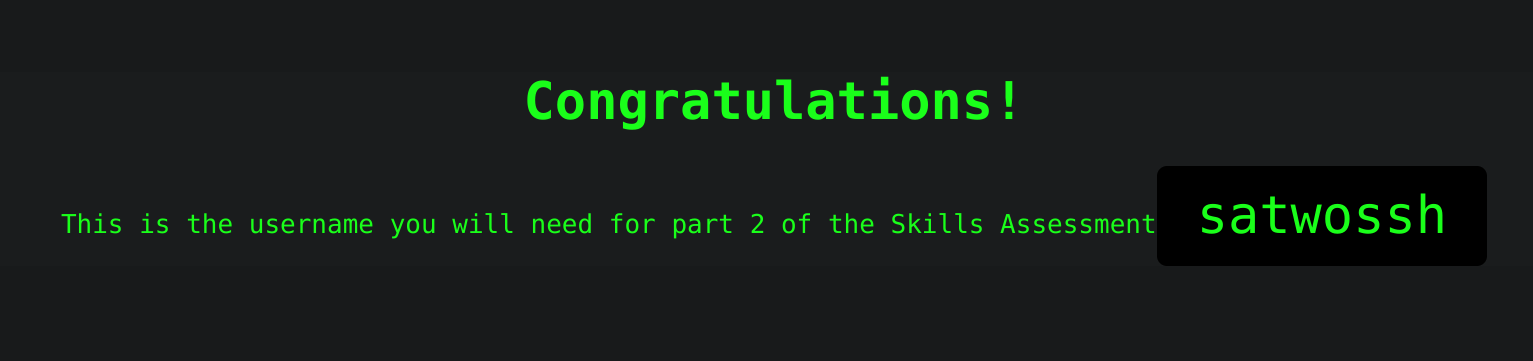 Congratulations!
This is the username you will need for part 2 of the Skills Assessment satwossh